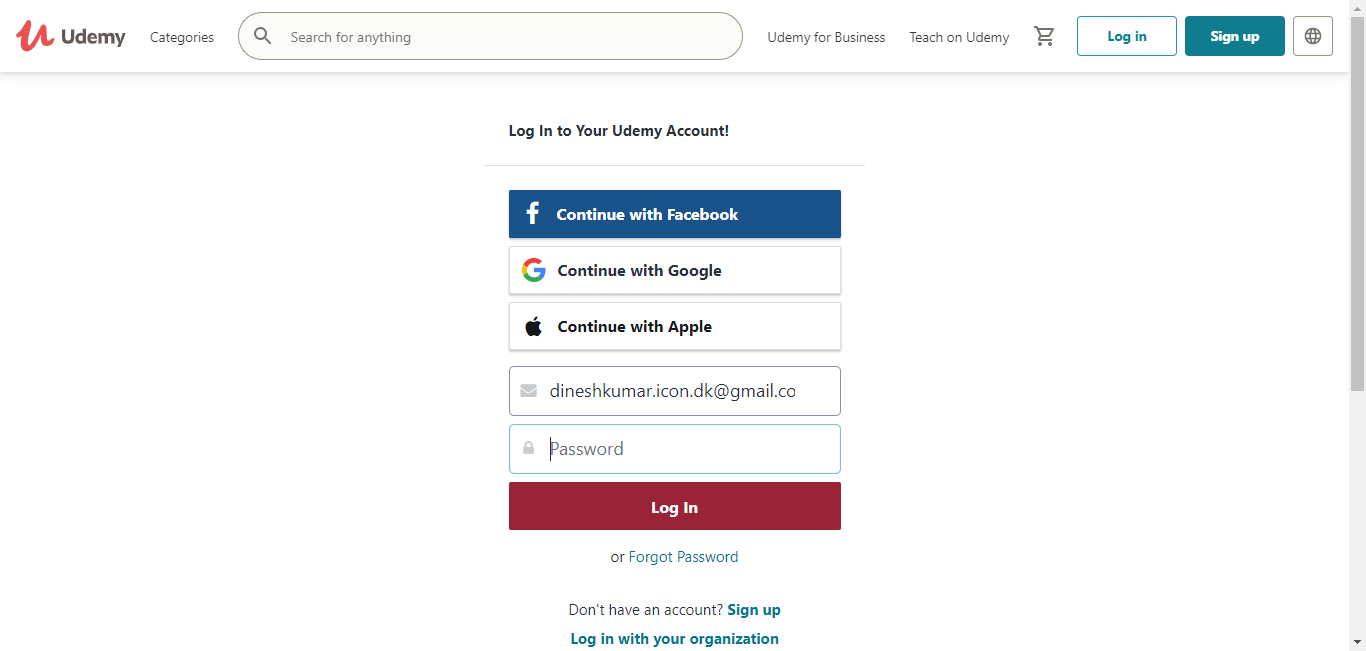 Udemy Categories Search for anything Udemy for Business Teach on Udemy Log in Sign up
Log In to Your Udemy Account!
Continue with Facebook
Continue with Google
Continue with Apple
dineshkumar.icon.dk@gmail.co
Password
Log In
or Forgot Password
Don't have an account? Sign up
Log in with your organization